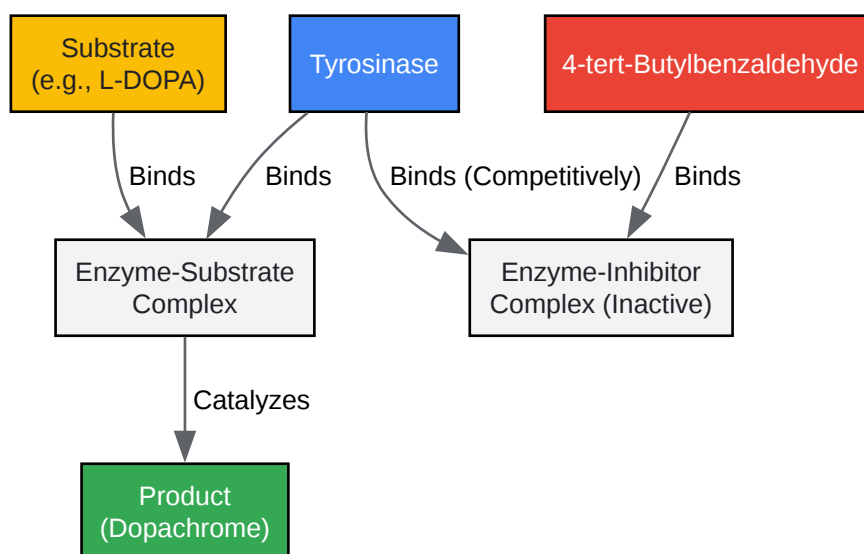 Substrate
(e.g., L-DOPA)
Tyrosinase
4-tert-Butylbenzaldehyde
Binds
Binds
Binds (Competitively)
Binds
Enzyme-Substrate
Complex
Enzyme-Inhibitor
Complex (Inactive)
Catalyzes
Product
(Dopachrome)